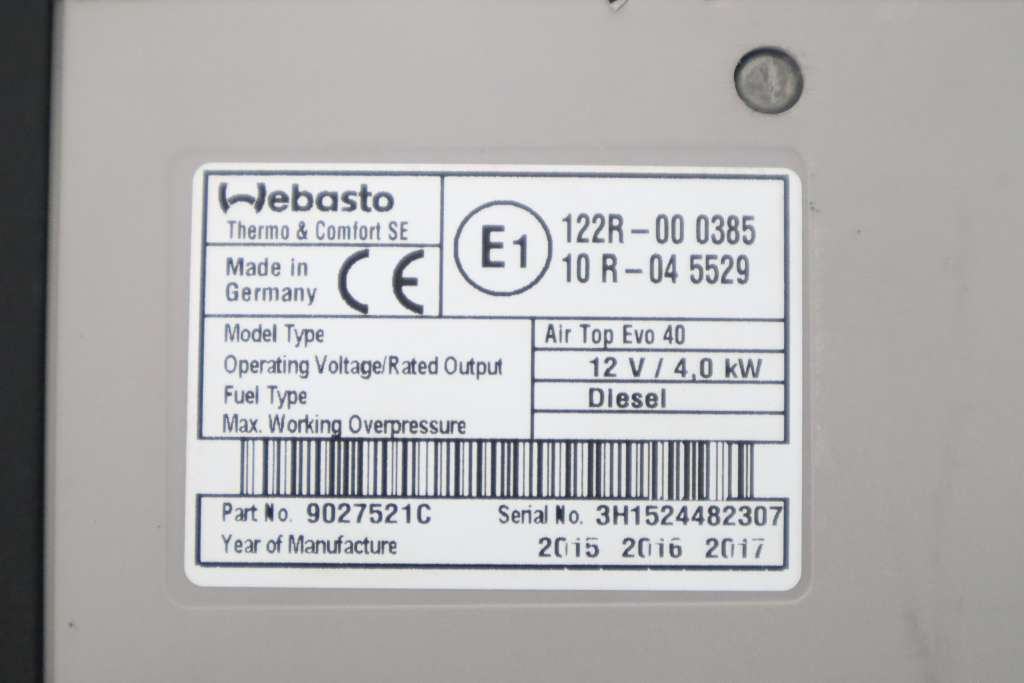 Webasto
Thermo & Comfort SE
Made in
Germany
CE
E1
122R-00 0385
10 R-04 5529
Model Type
Air Top Evo 40
Operating Voltage/Rated Output
12 V / 4,0 kW
Fuel Type
Diesel
Max. Working Overpressure
Part No. 9027521C
Serial No. 3H1524482307
Year of Manufacture
2015 2016 2017